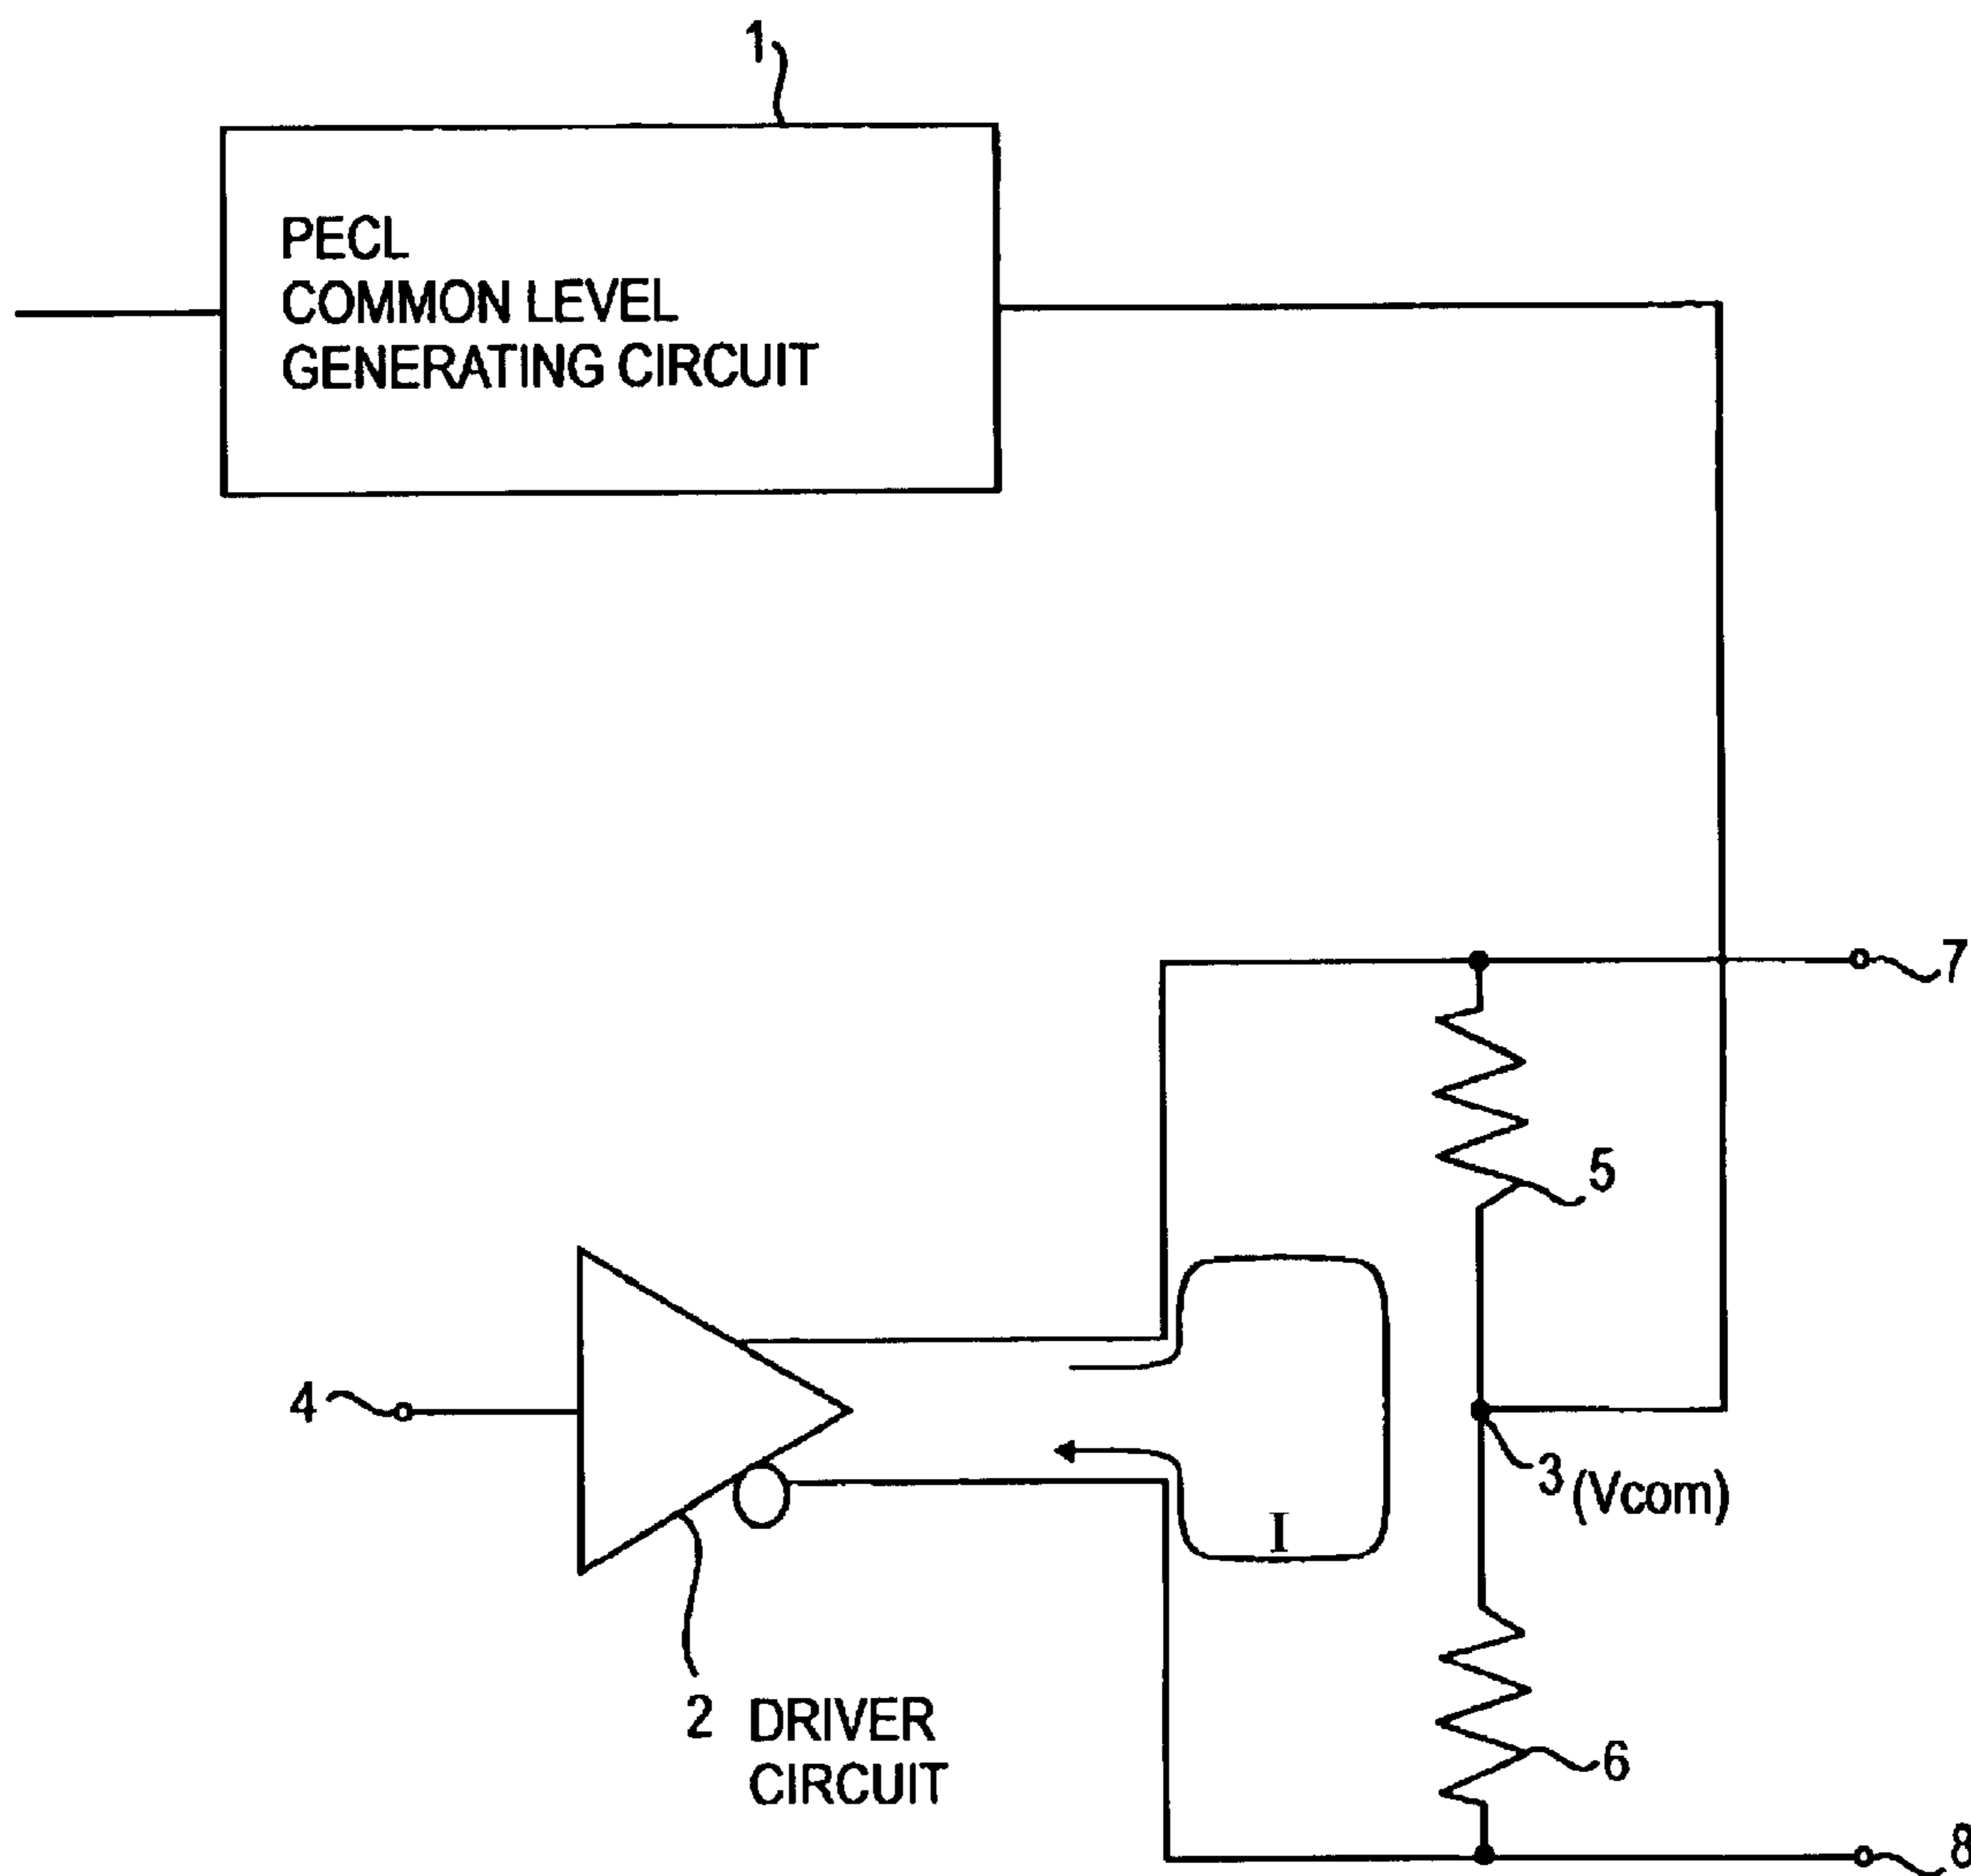 1
PECL
COMMON LEVEL
GENERATING CIRCUIT
7
5
4
3 (Vcom)
I
2 DRIVER
CIRCUIT
6
8